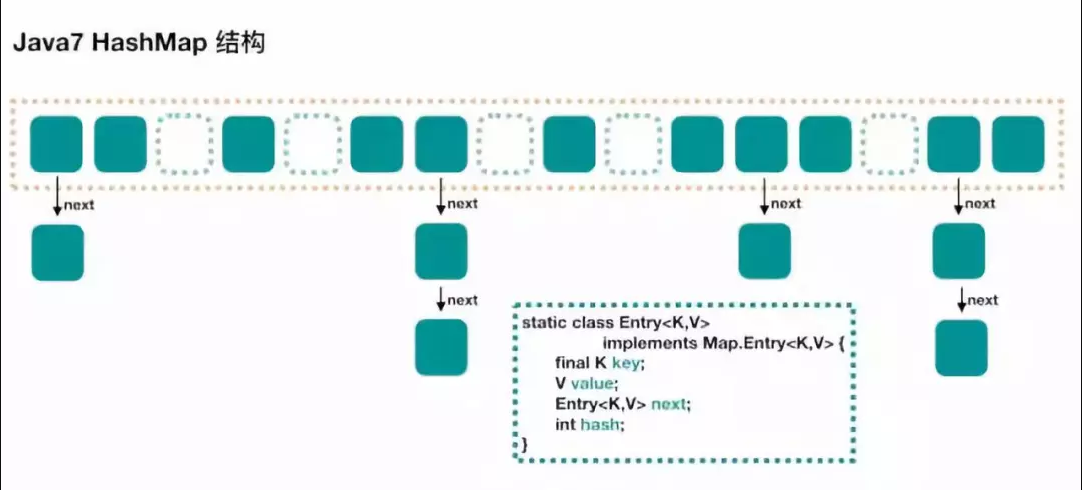 Java7 HashMap 结构
next next next next
next next
static class Entry<K,V>
implements Map.Entry<K,V> {
final K key;
V value;
Entry<K,V> next;
int hash;
}